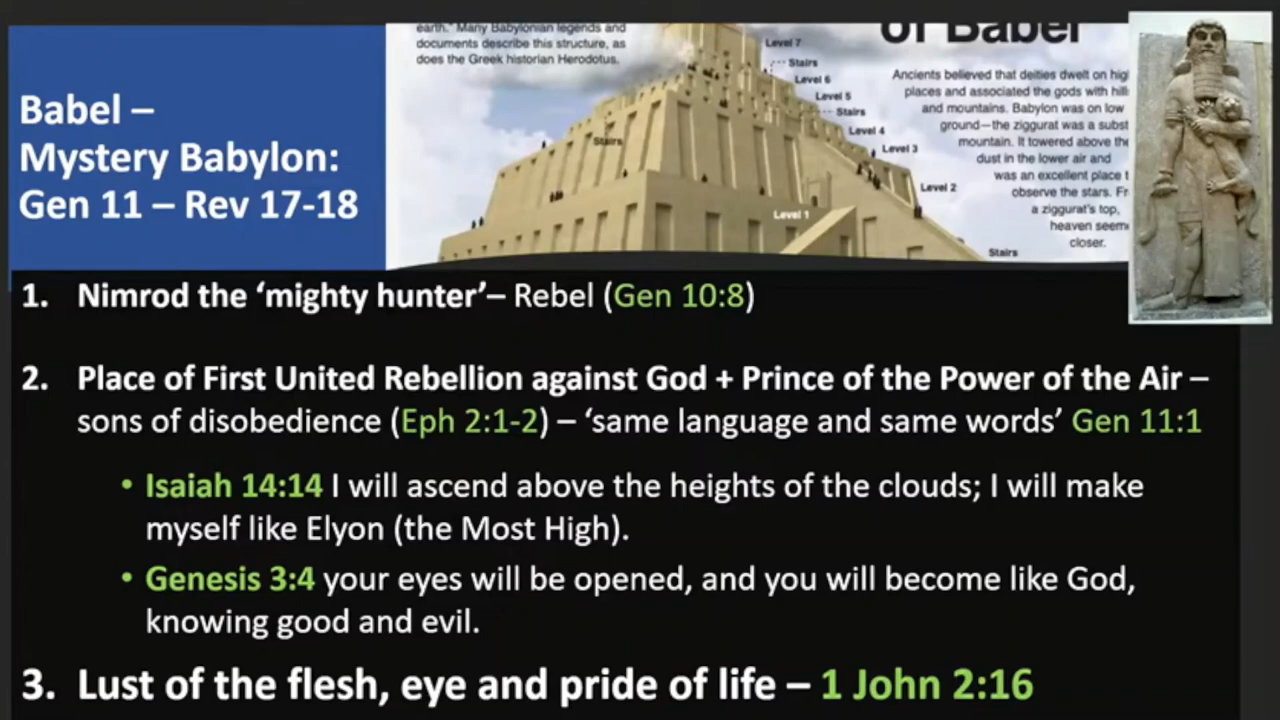 Babel –
Mystery Babylon:
Gen 11 – Rev 17-18
earth." Many Babylonian legends and
documents describe this structure, as
does the Greek historian Herodotus.
Level 7
Stairs
Level 6
Level 5
Stairs
Level 4
Level 3
Level 2
Level 1
Stairs
Stairs
of Babel
Ancients believed that deities dwelt on high
places and associated the gods with hills
and mountains. Babylon was on low
ground—the ziggurat was a subst
mountain. It towered above the
dust in the lower air and
was an excellent place t
observe the stars. Fr
a ziggurat's top,
heaven seem
closer.
1. Nimrod the ‘mighty hunter’– Rebel (Gen 10:8)
2. Place of First United Rebellion against God + Prince of the Power of the Air –
sons of disobedience (Eph 2:1-2) – ‘same language and same words’ Gen 11:1
• Isaiah 14:14 I will ascend above the heights of the clouds; I will make
myself like Elyon (the Most High).
• Genesis 3:4 your eyes will be opened, and you will become like God,
knowing good and evil.
3. Lust of the flesh, eye and pride of life – 1 John 2:16